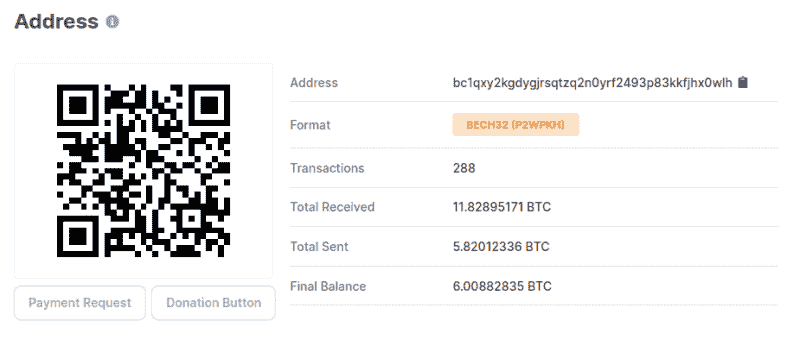 Address
Address bc1qxy2kgdygjrsqtzq2n0yrf2493p83kkfjhx0wlh
Format BECH32 (P2WPKH)
Transactions 288
Total Received 11.82895171 BTC
Total Sent 5.82012336 BTC
Final Balance 6.00882835 BTC
Payment Request Donation Button